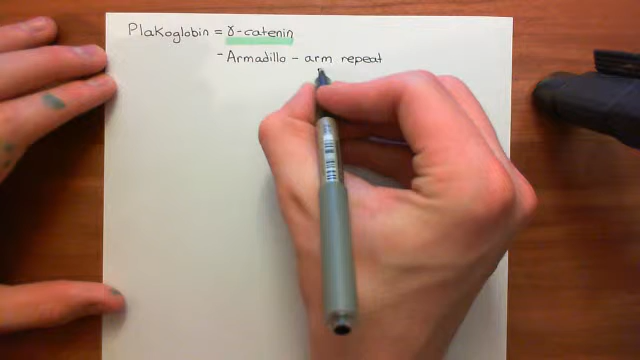 Plakoglobin = γ-catenin
- Armadillo - arm repeat